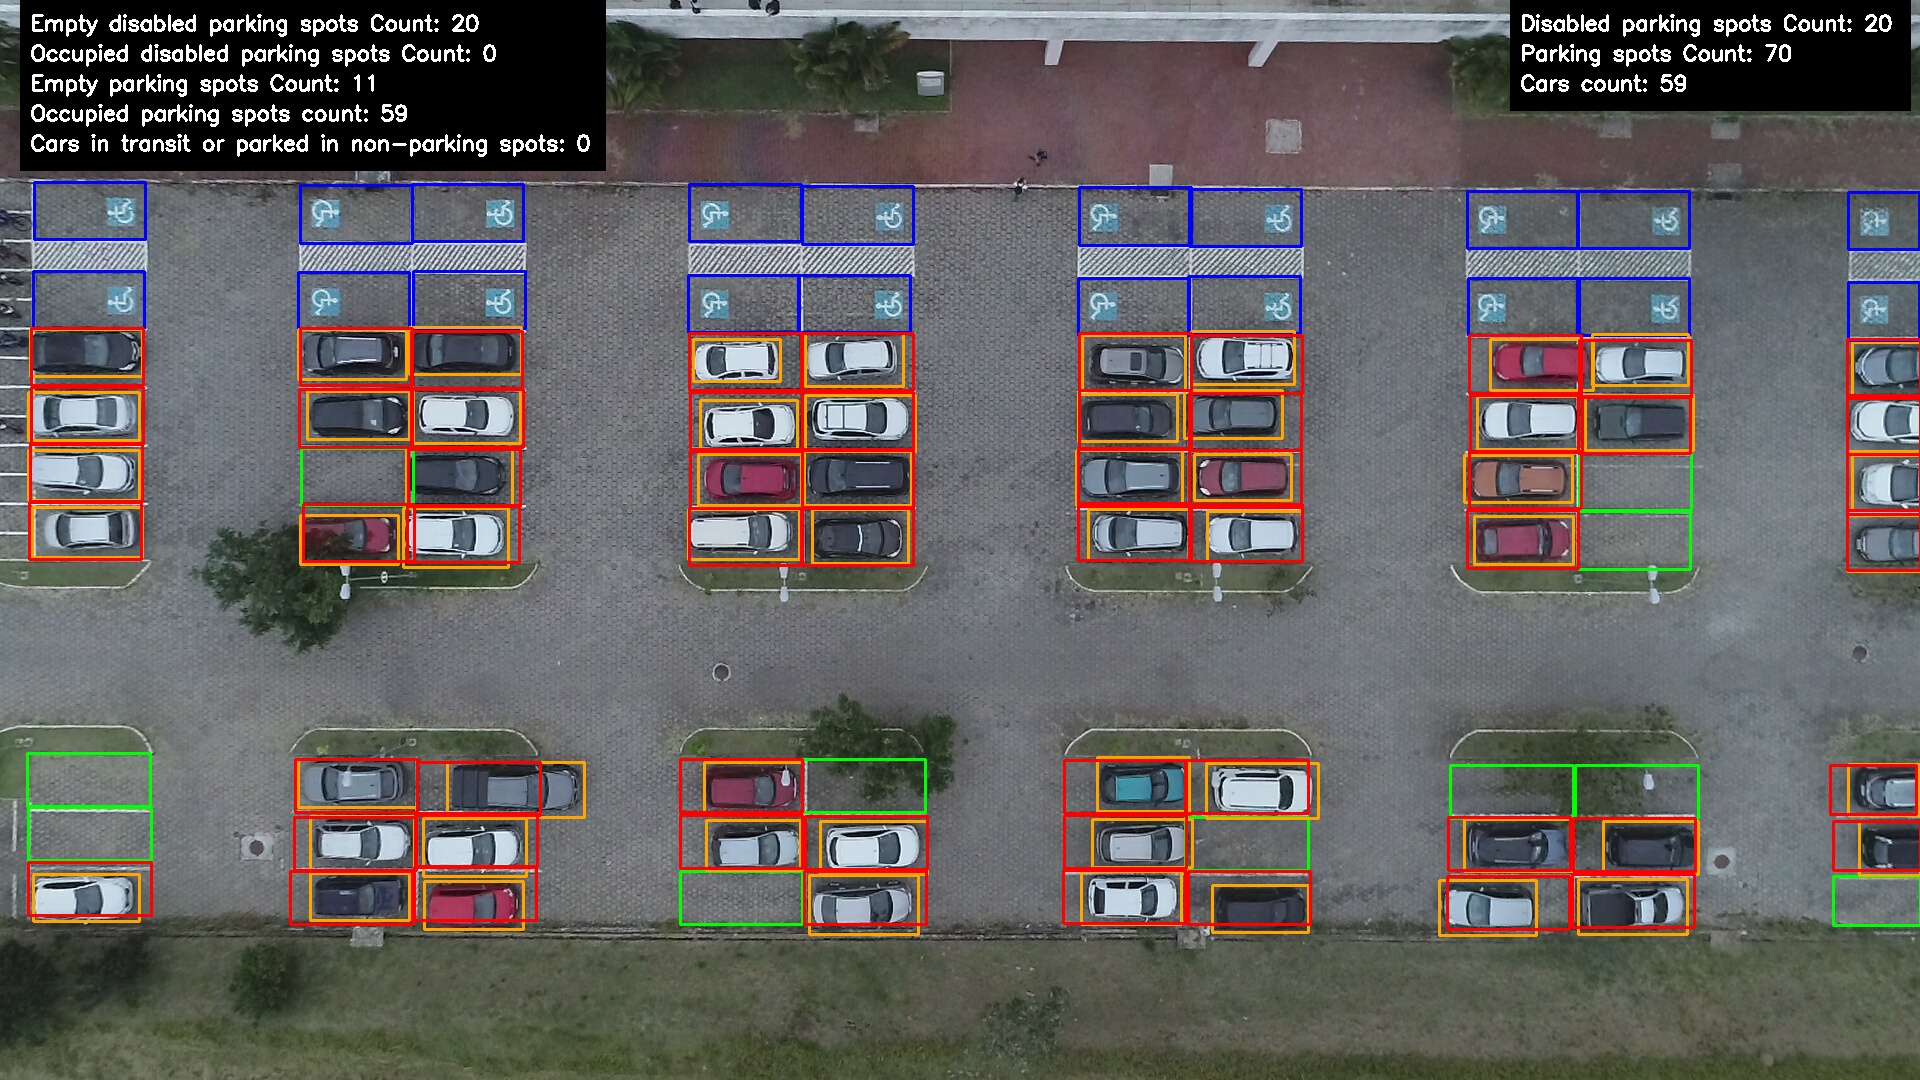 Empty disabled parking spots Count: 20
Occupied disabled parking spots Count: 0
Empty parking spots Count: 11
Occupied parking spots count: 59
Cars in transit or parked in non-parking spots: 0
Disabled parking spots Count: 20
Parking spots Count: 70
Cars count: 59